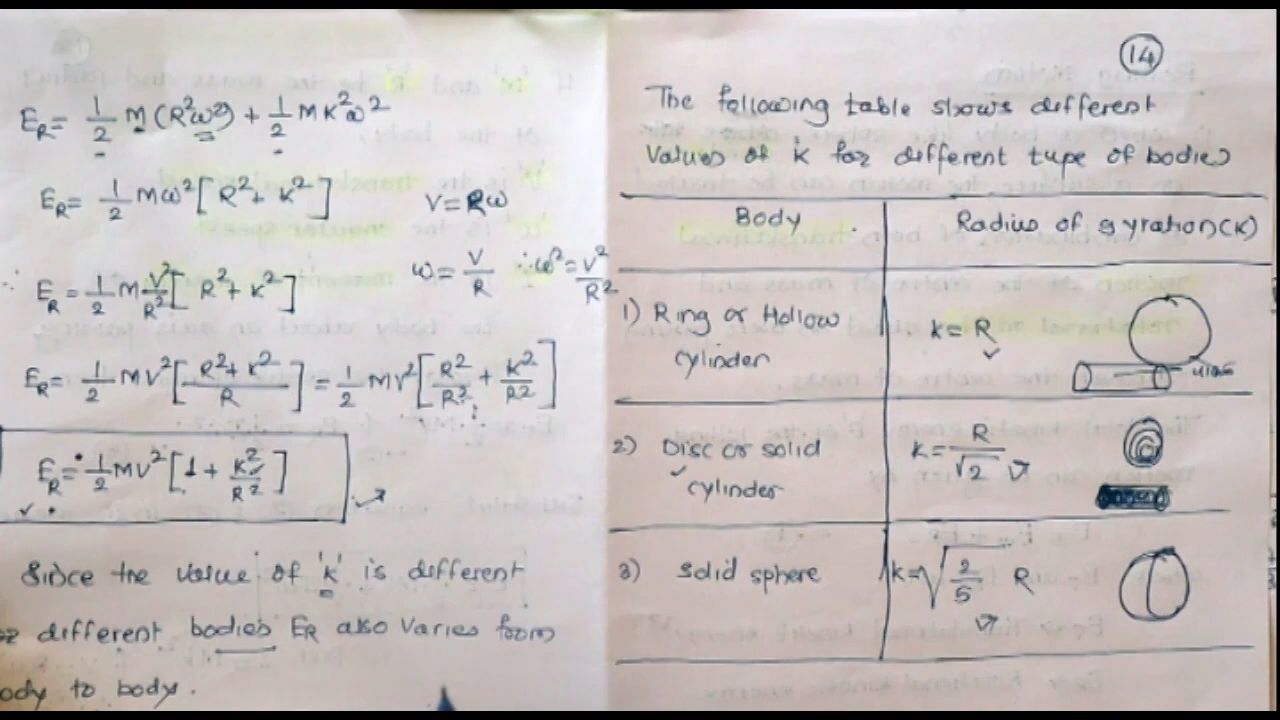 E_R = 1/2 M (R²ω²) + 1/2 M K² ω²
E_R = 1/2 Mω² [R² + K²]
V = Rω
ω = V/R ∴ ω² = V²/R²
∴ E_R = 1/2 M V²/R² [R² + K²]
E_R = 1/2 MV² [R² + K² / R] = 1/2 MV² [R²/R² + K²/R²]
E_R = 1/2 MV² [1 + K²/R²]
Since the value of 'k' is different
different bodies E_R also varies from
ody to body.
14
The following table shows different
Values of k for different type of bodies
Body Radius of gyration(K)
1) Ring or Hollow
cylinder
k = R
2) Disc or solid
cylinder
k = R/√2
3) Solid sphere k = √2/5 R